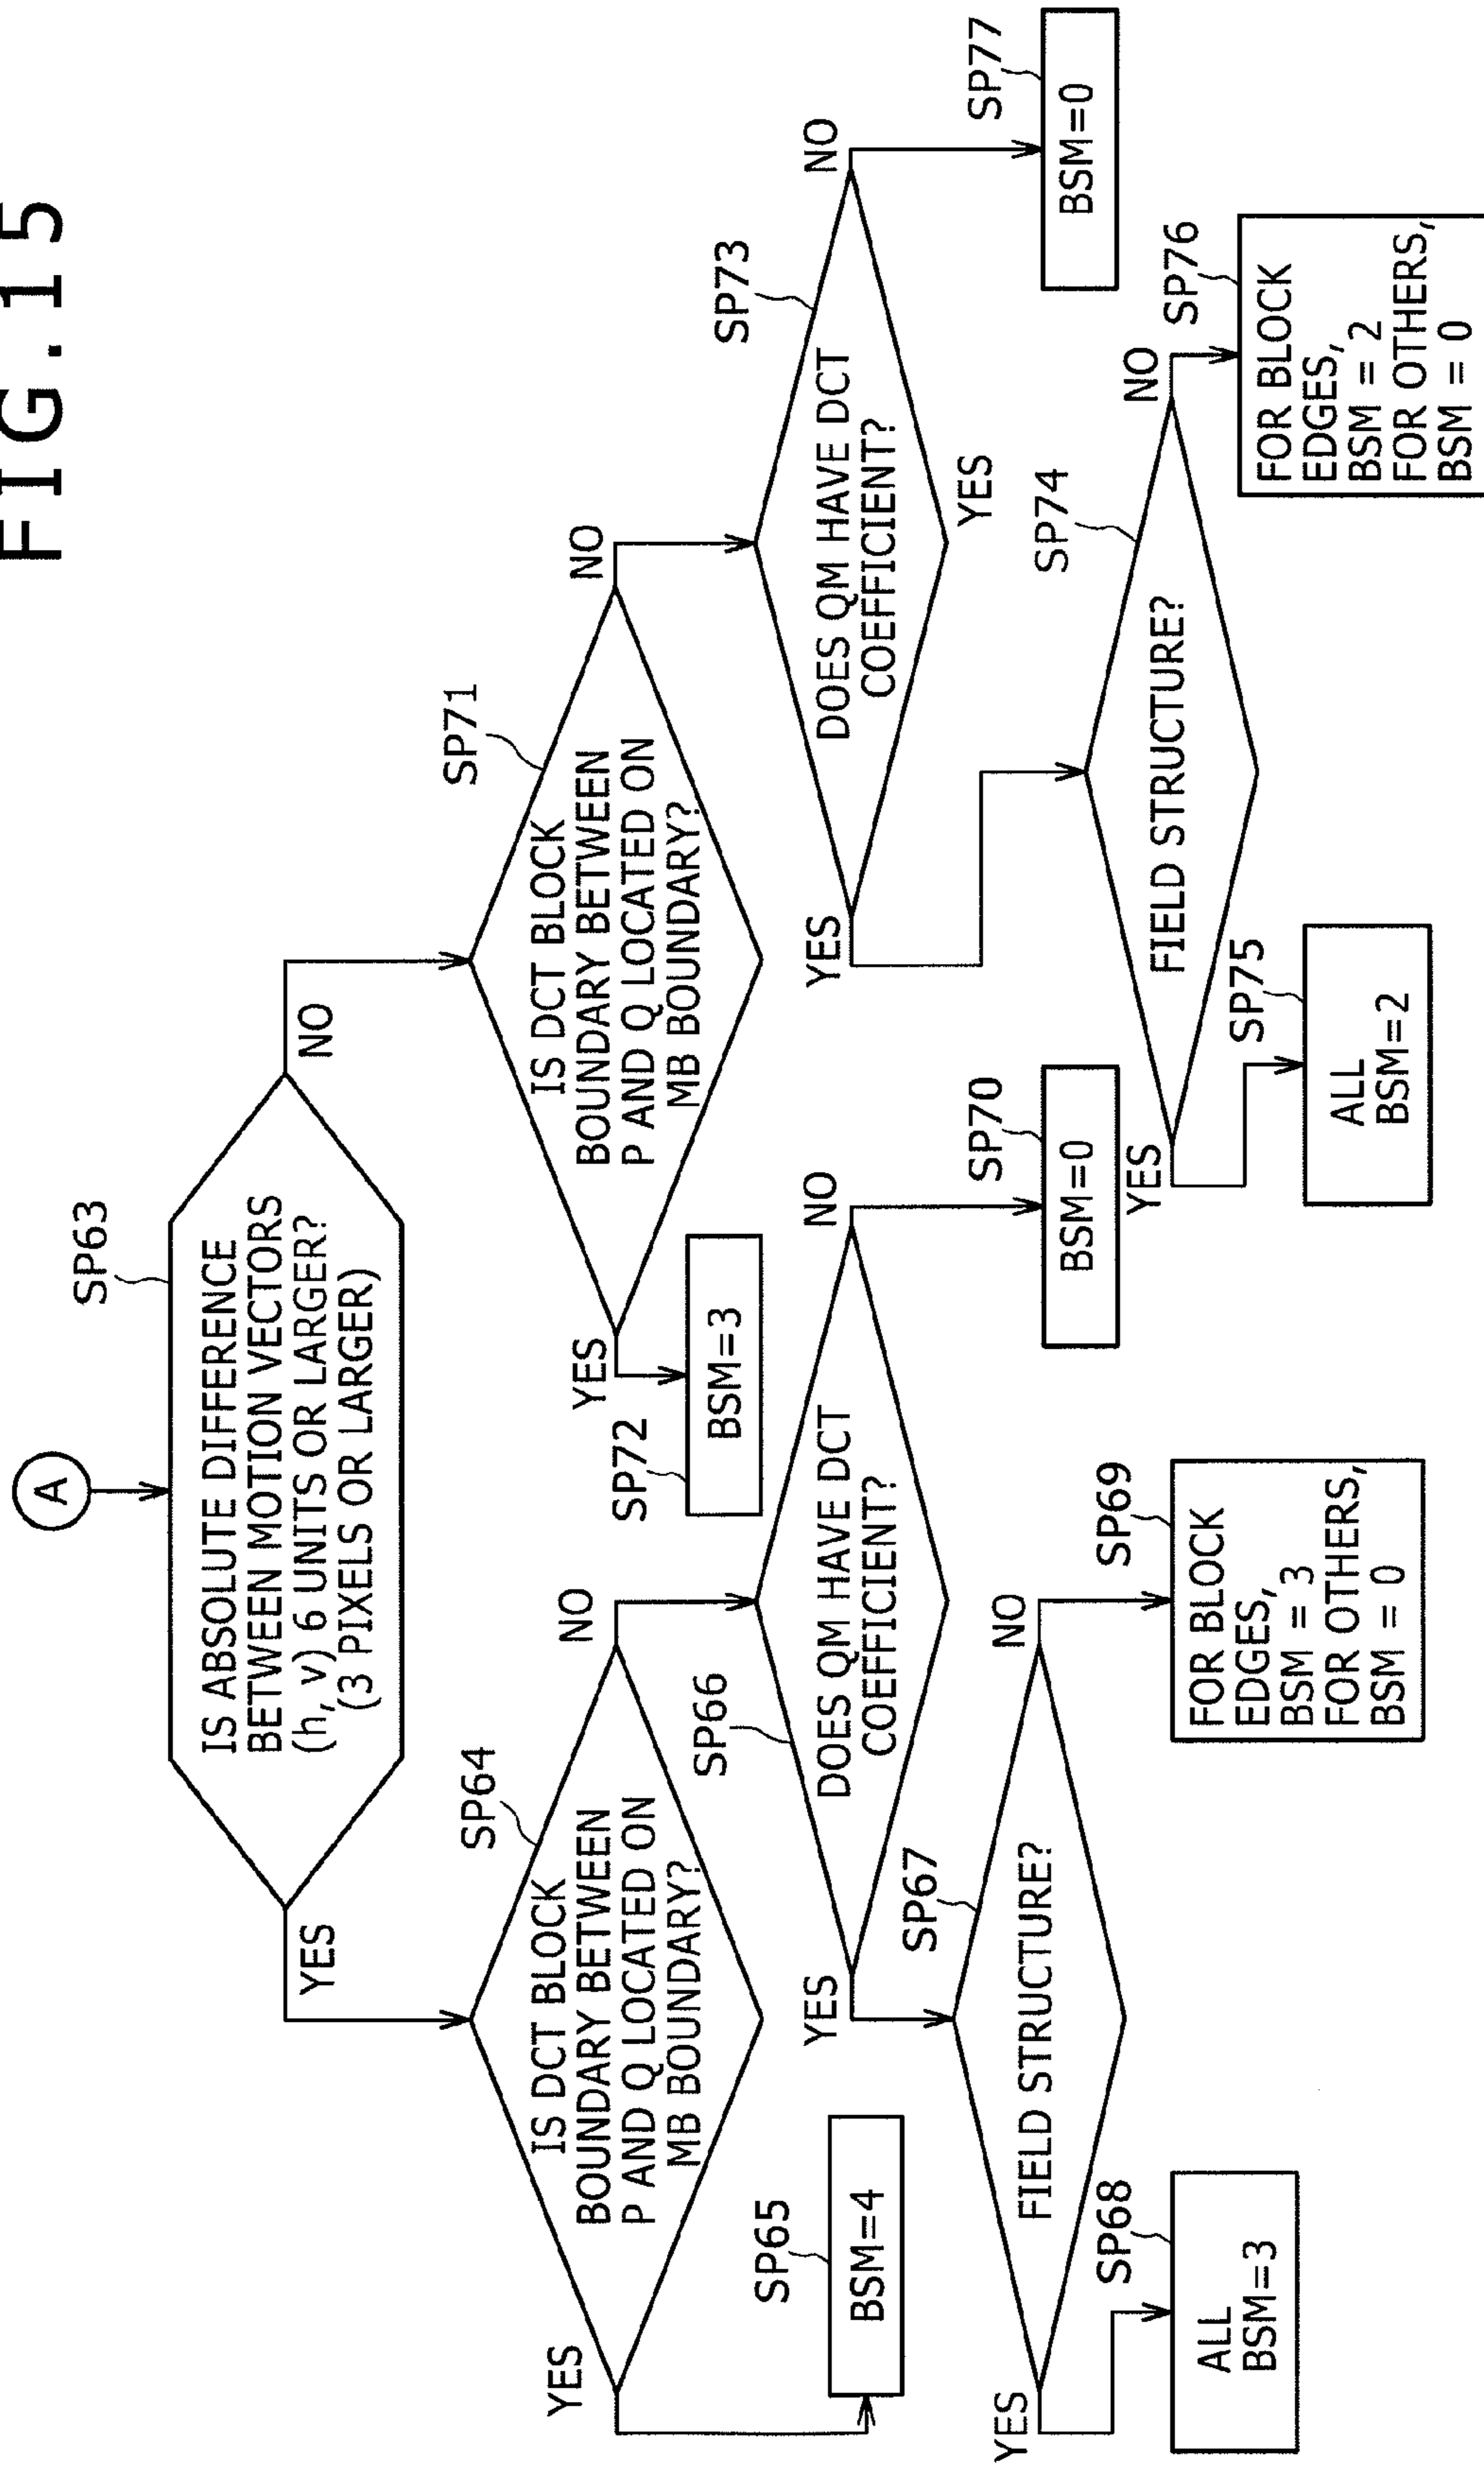 FIG.15
A
SP63
IS ABSOLUTE DIFFERENCE
BETWEEN MOTION VECTORS
(h, v) 6 UNITS OR LARGER?
(3 PIXELS OR LARGER)
YES
NO
SP64
IS DCT BLOCK
BOUNDARY BETWEEN
P AND Q LOCATED ON
MB BOUNDARY?
YES
NO
SP71
IS DCT BLOCK
BOUNDARY BETWEEN
P AND Q LOCATED ON
MB BOUNDARY?
YES
NO
SP65
BSM=4
SP66
DOES QM HAVE DCT
COEFFICIENT?
YES
NO
SP72
BSM=3
SP73
DOES QM HAVE DCT
COEFFICIENT?
YES
YES
NO
SP67
FIELD STRUCTURE?
YES
NO
SP70
BSM=0
SP74
FIELD STRUCTURE?
YES
NO
SP77
BSM=0
SP68
ALL
BSM=3
SP69
FOR BLOCK
EDGES,
BSM = 3
FOR OTHERS,
BSM = 0
SP75
ALL
BSM=2
SP76
FOR BLOCK
EDGES,
BSM = 2
FOR OTHERS,
BSM = 0